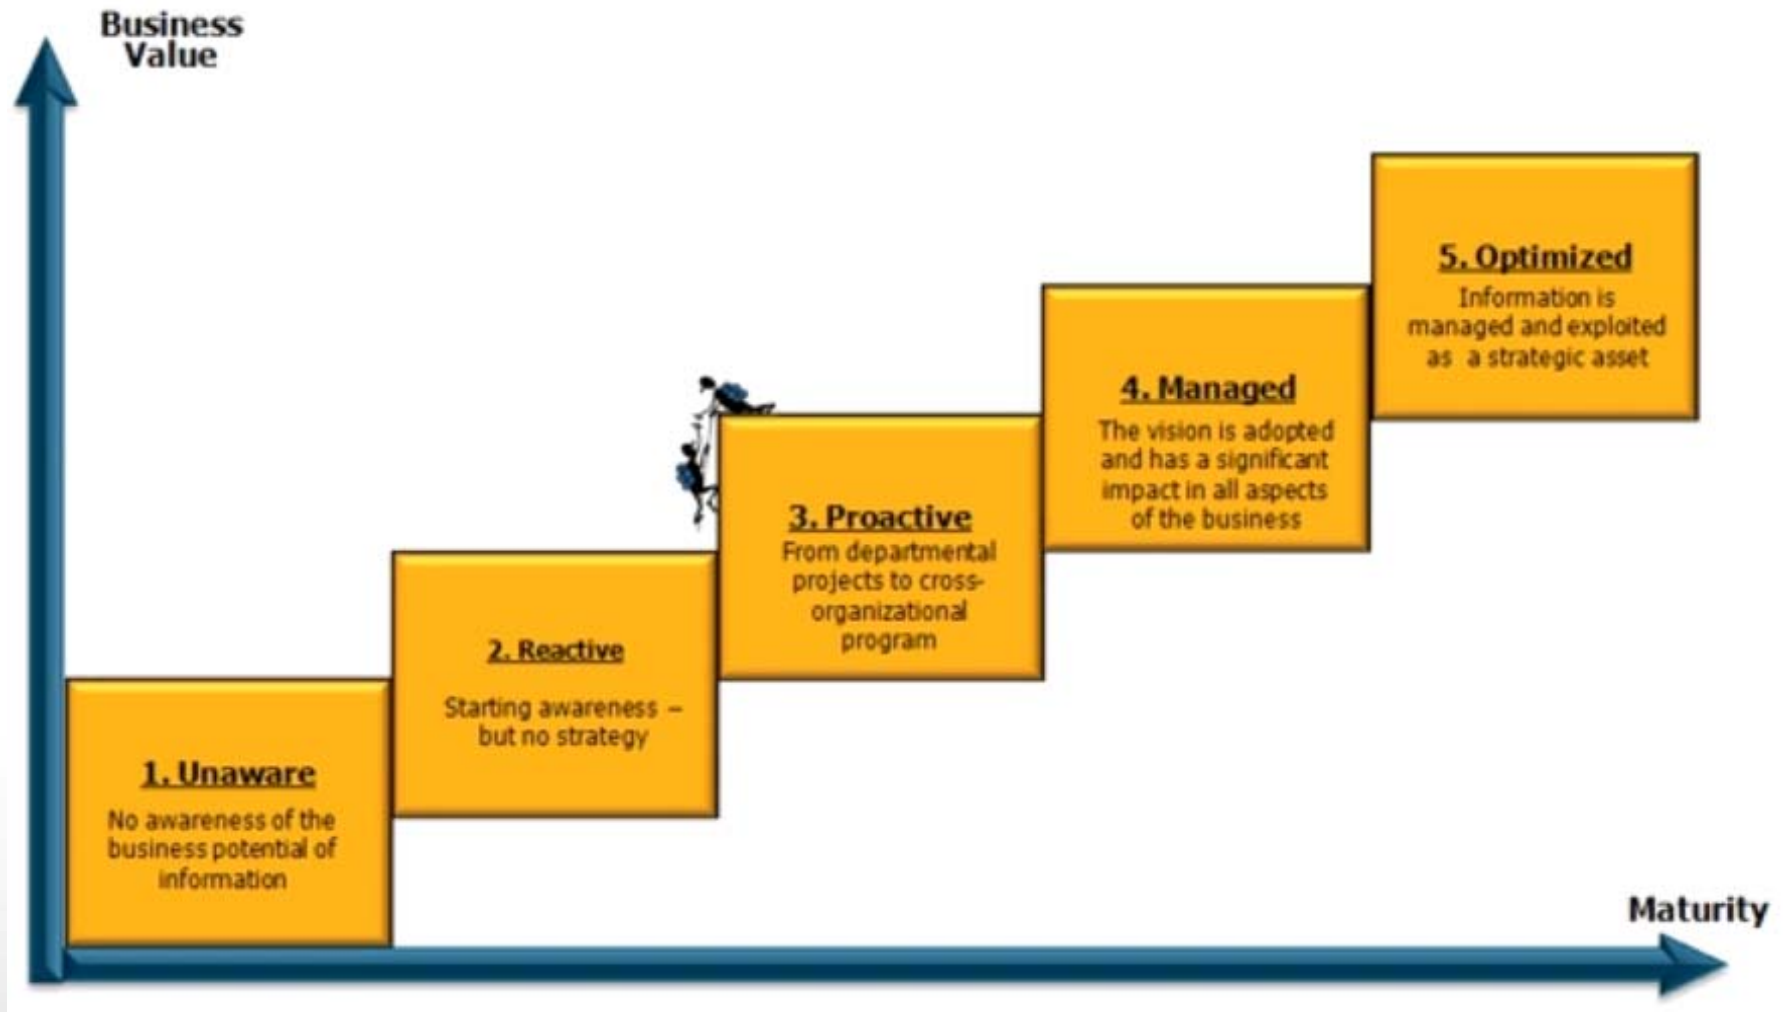 Business
Value
5. Optimized
Information is
managed and exploited
as a strategic asset
4. Managed
The vision is adopted
and has a significant
impact in all aspects
of the business
3. Proactive
From departmental
projects to cross-
organizational
program
2. Reactive
Starting awareness –
but no strategy
1. Unaware
No awareness of the
business potential of
information
Maturity